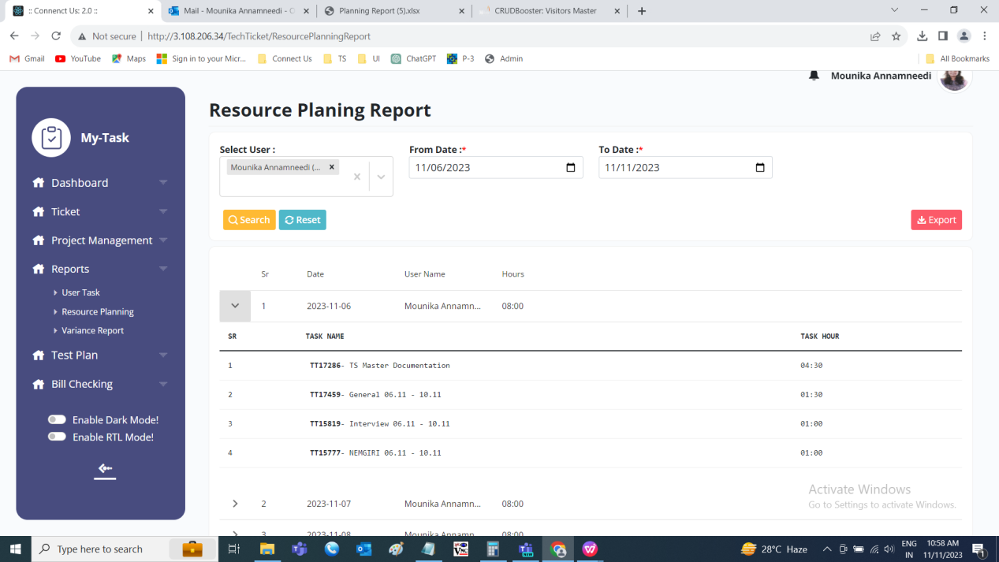 :: Connenct Us: 2.0 ::
Mail - Mounika Annamneedi - O
Planning Report (5).xlsx
CRUDBooster: Visitors Master
Not secure
http://3.108.206.34/TechTicket/ResourcePlanningReport
Gmail
YouTube
Maps
Sign in to your Micr...
Connect Us
TS
UI
ChatGPT
P-3
Admin
All Bookmarks
Mounika Annamneedi
My-Task
Dashboard
Ticket
Project Management
Reports
User Task
Resource Planning
Variance Report
Test Plan
Bill Checking
Enable Dark Mode!
Enable RTL Mode!
Resource Planing Report
Select User :
From Date :*
To Date :*
Mounika Annamneedi (...
11/06/2023
11/11/2023
Search
Reset
Export
Sr Date User Name Hours
1 2023-11-06 Mounika Annamn... 08:00
SR TASK NAME TASK HOUR
1 TT17286- TS Master Documentation 04:30
2 TT17459- General 06.11 - 10.11 01:30
3 TT15819- Interview 06.11 - 10.11 01:00
4 TT15777- NEMGIRI 06.11 - 10.11 01:00
2 2023-11-07 Mounika Annamn... 08:00
3 2023-11-08 Mounika Annamn... 08:00
Activate Windows
Go to Settings to activate Windows.
Type here to search
28°C Haze
ENG
IN
10:58 AM
11/11/2023
1